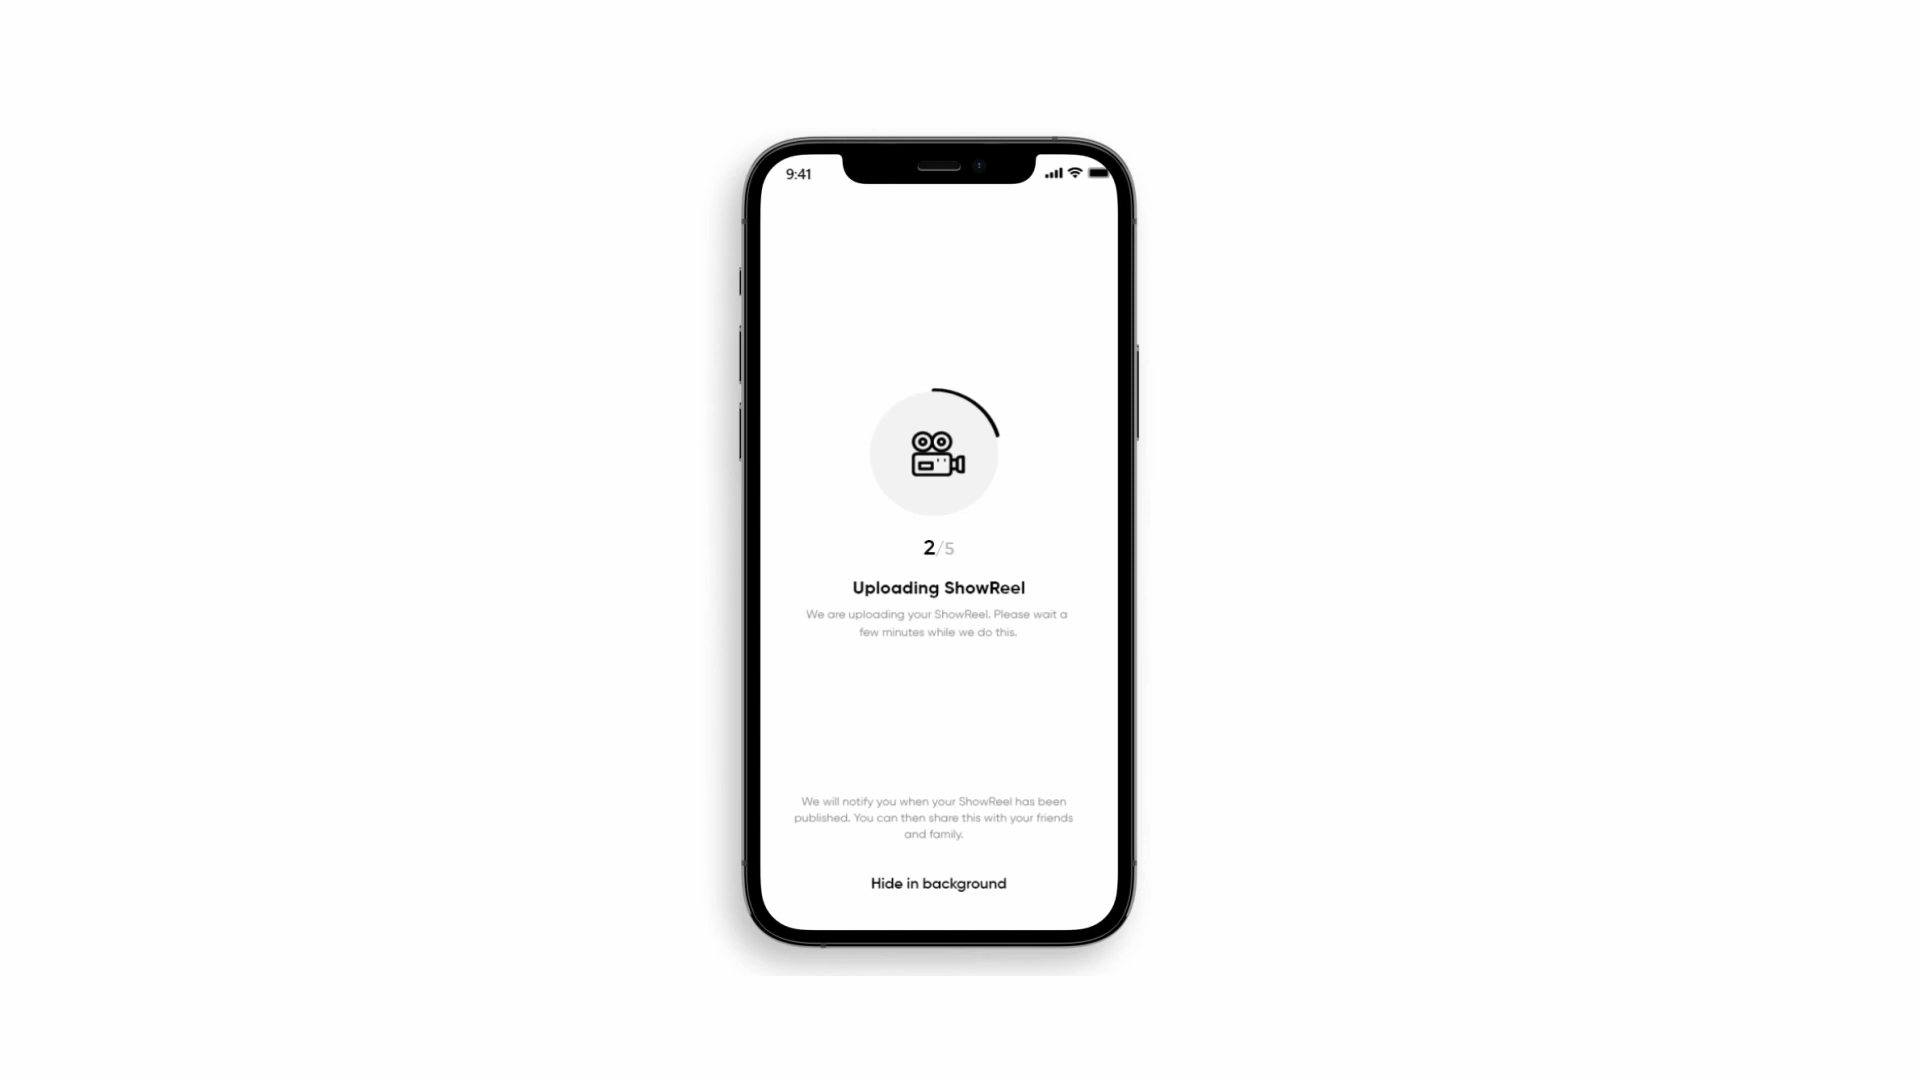 9:41
2/5
Uploading ShowReel
We are uploading your ShowReel. Please wait a
few minutes while we do this.
We will notify you when your ShowReel has been
published. You can then share this with your friends
and family.
Hide in background